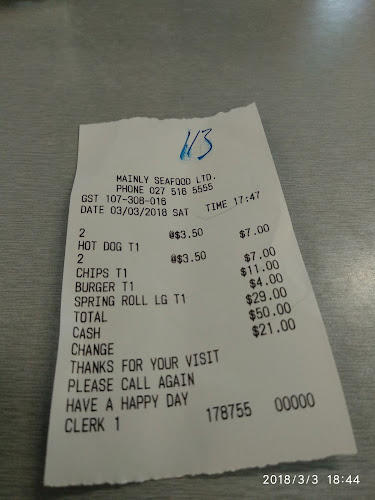 113
MAINLY SEAFOOD LTD.
PHONE 027 516 5555
GST 107-308-016
DATE 03/03/2018 SAT TIME 17:47
2 @$3.50 $7.00
HOT DOG T1
2 @$3.50 $7.00
CHIPS T1 $11.00
BURGER T1 $4.00
SPRING ROLL LG T1 $29.00
TOTAL $50.00
CASH $21.00
CHANGE
THANKS FOR YOUR VISIT
PLEASE CALL AGAIN
HAVE A HAPPY DAY
CLERK 1 178755 00000
2018/3/3 18:44